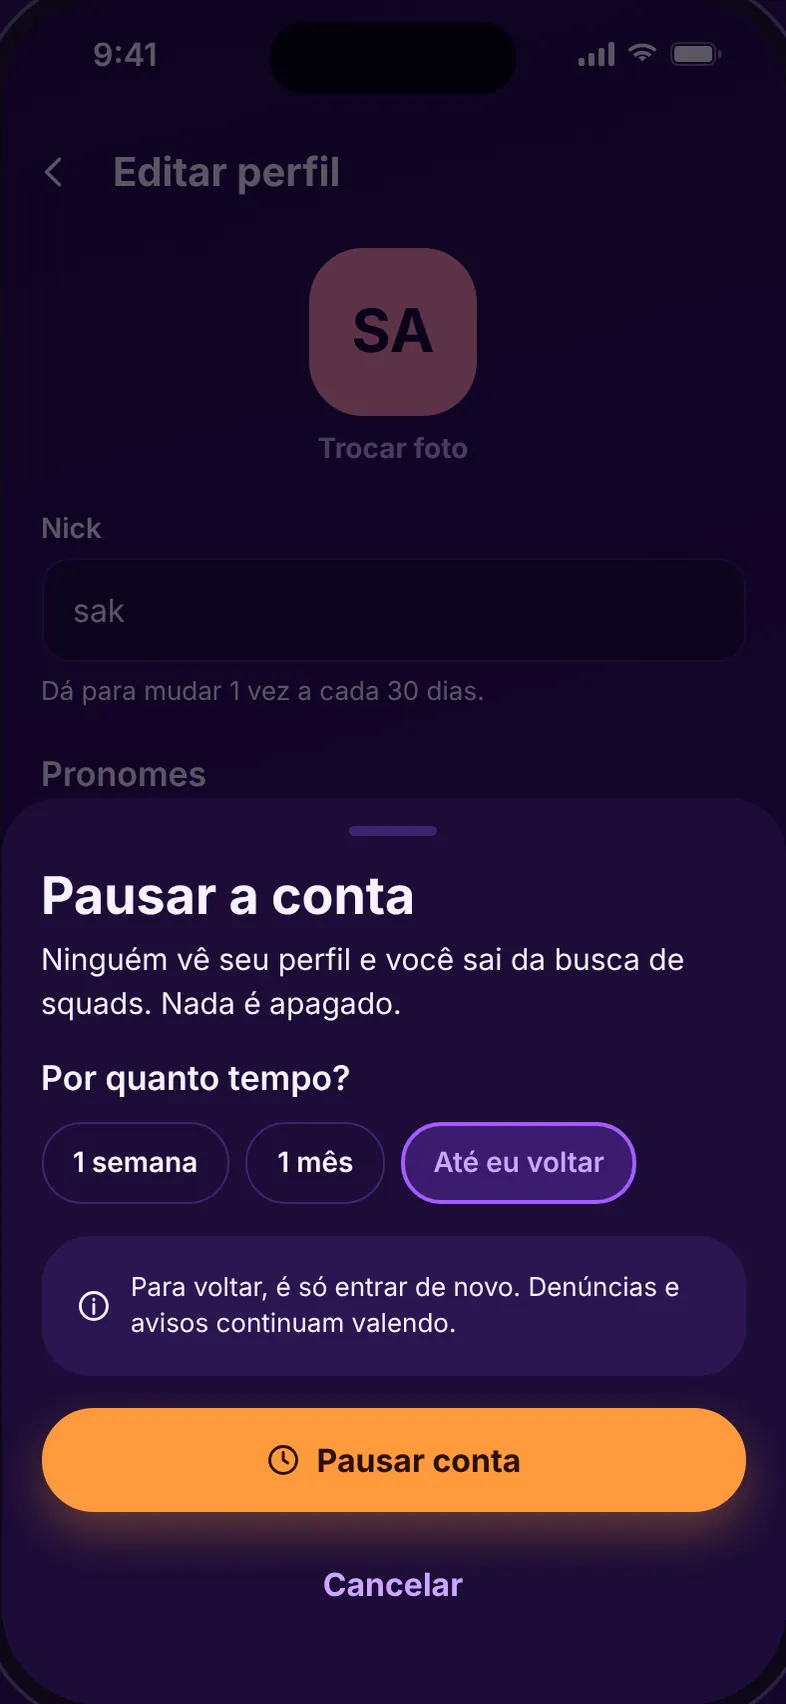 9:41
Editar perfil
SA
Trocar foto
Nick
sak
Dá para mudar 1 vez a cada 30 dias.
Pronomes
Pausar a conta
Ninguém vê seu perfil e você sai da busca de
squads. Nada é apagado.
Por quanto tempo?
1 semana
1 mês
Até eu voltar
Para voltar, é só entrar de novo. Denúncias e
avisos continuam valendo.
Pausar conta
Cancelar